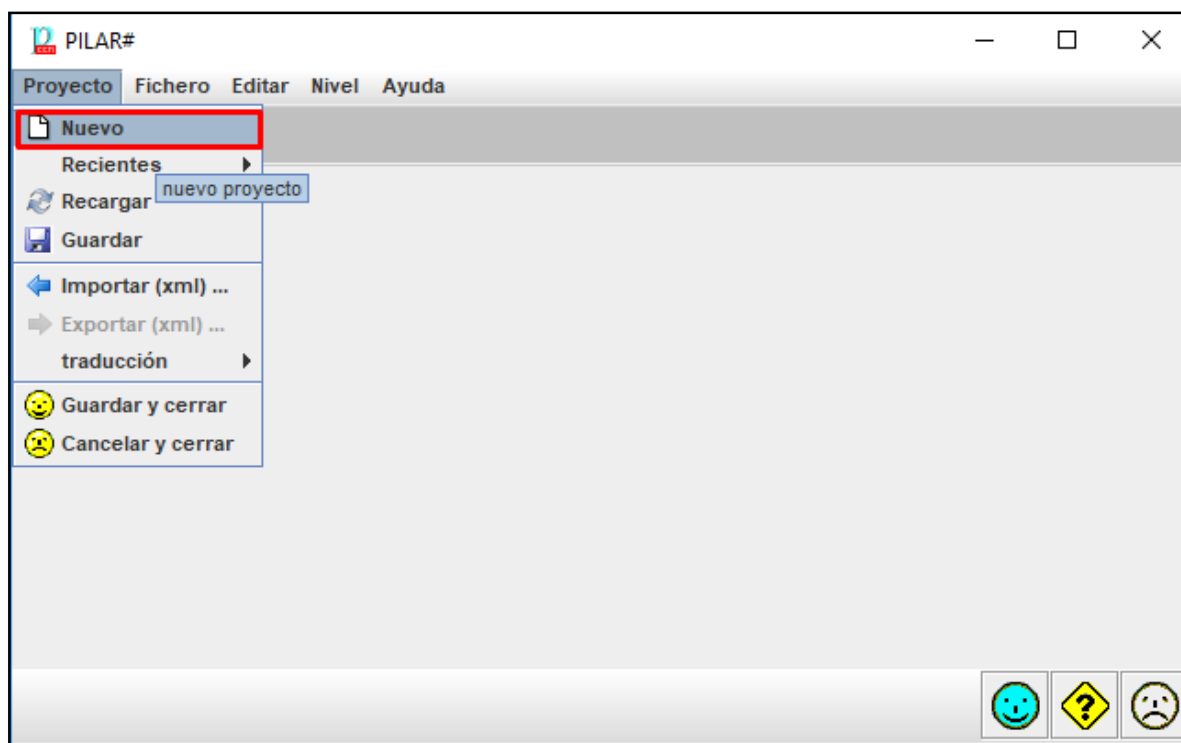 PILAR#
Proyecto Fichero Editar Nivel Ayuda
Nuevo
Recientes
nuevo proyecto
Recargar
Guardar
Importar (xml) ...
Exportar (xml) ...
traducción
Guardar y cerrar
Cancelar y cerrar
?